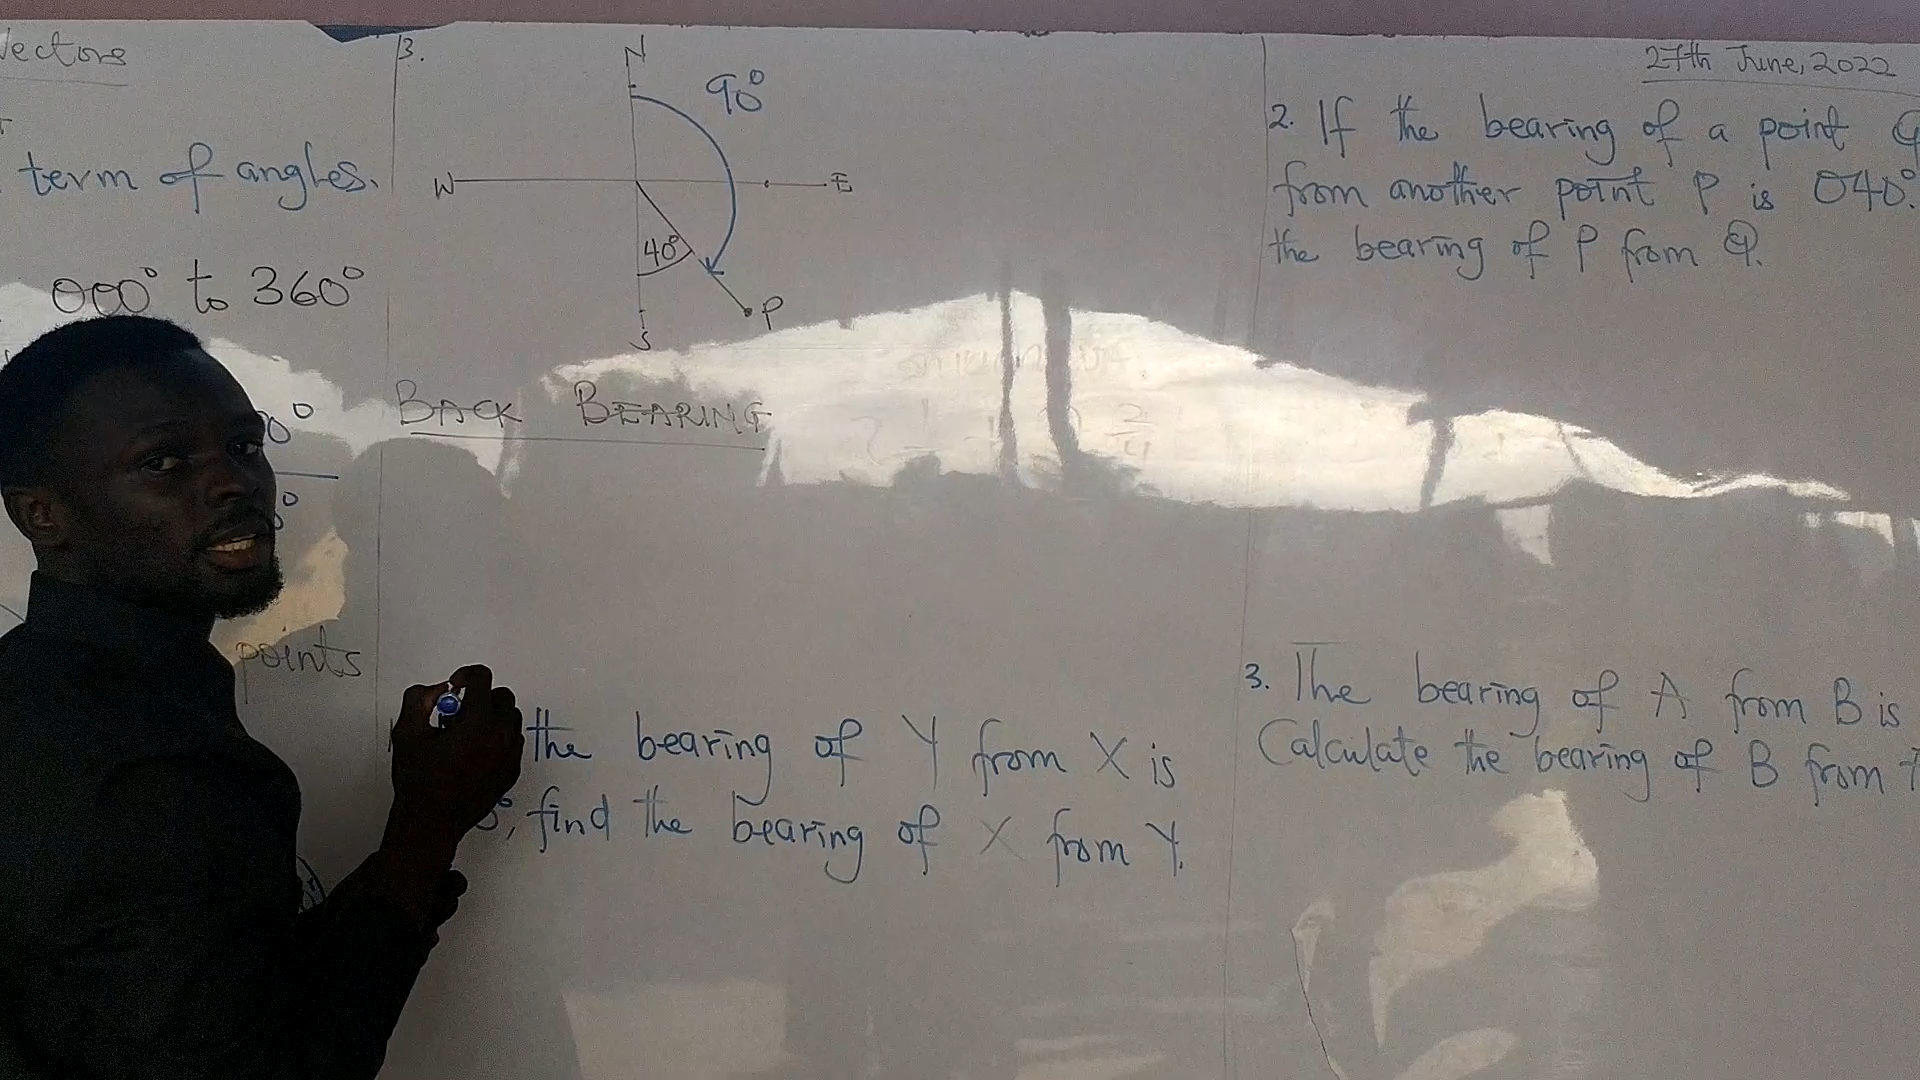 Vectors
term of angles.
000° to 360°
points
3.
N
90°
W
E
40°
P
S
BACK BEARING
the bearing of Y from X is
find the bearing of X from Y.
27th June, 2022
2. If the bearing of a point Q
from another point P is 040°.
the bearing of P from Q.
3. The bearing of A from B is
Calculate the bearing of B from